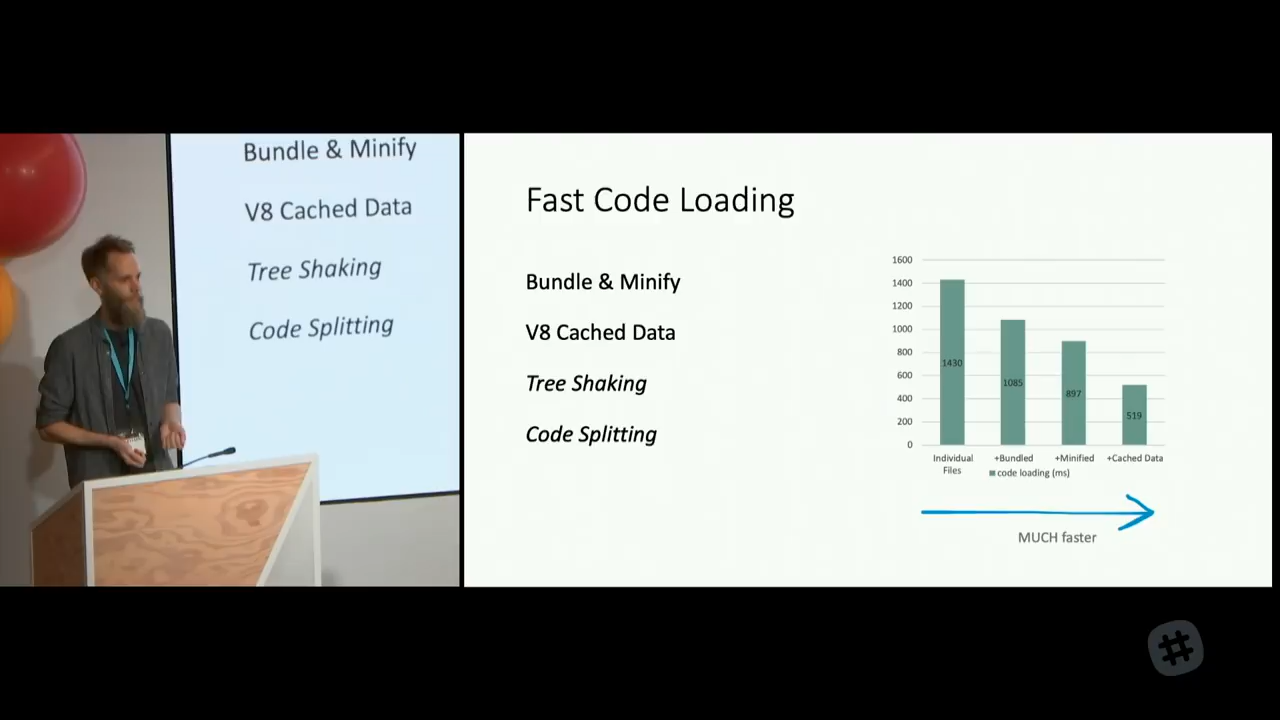 Bundle & Minify
V8 Cached Data
Tree Shaking
Code Splitting
Fast Code Loading
Bundle & Minify
V8 Cached Data
Tree Shaking
Code Splitting
1600
1400
1200
1000
800
600
400
200
0
1430
1085
897
519
Individual Files
+Bundled
+Minified
+Cached Data
code loading (ms)
MUCH faster
#